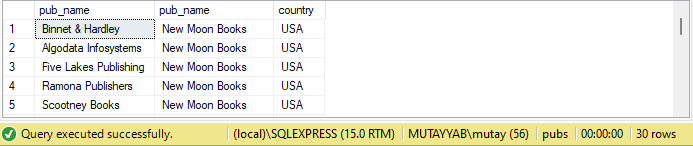 pub_name pub_name country
1 Binnet & Hardley New Moon Books USA
2 Algodata Infosystems New Moon Books USA
3 Five Lakes Publishing New Moon Books USA
4 Ramona Publishers New Moon Books USA
5 Scootney Books New Moon Books USA
Query executed successfully. (local)\SQLEXPRESS (15.0 RTM) MUTAYYAB\mutay (56) pubs 00:00:00 30 rows